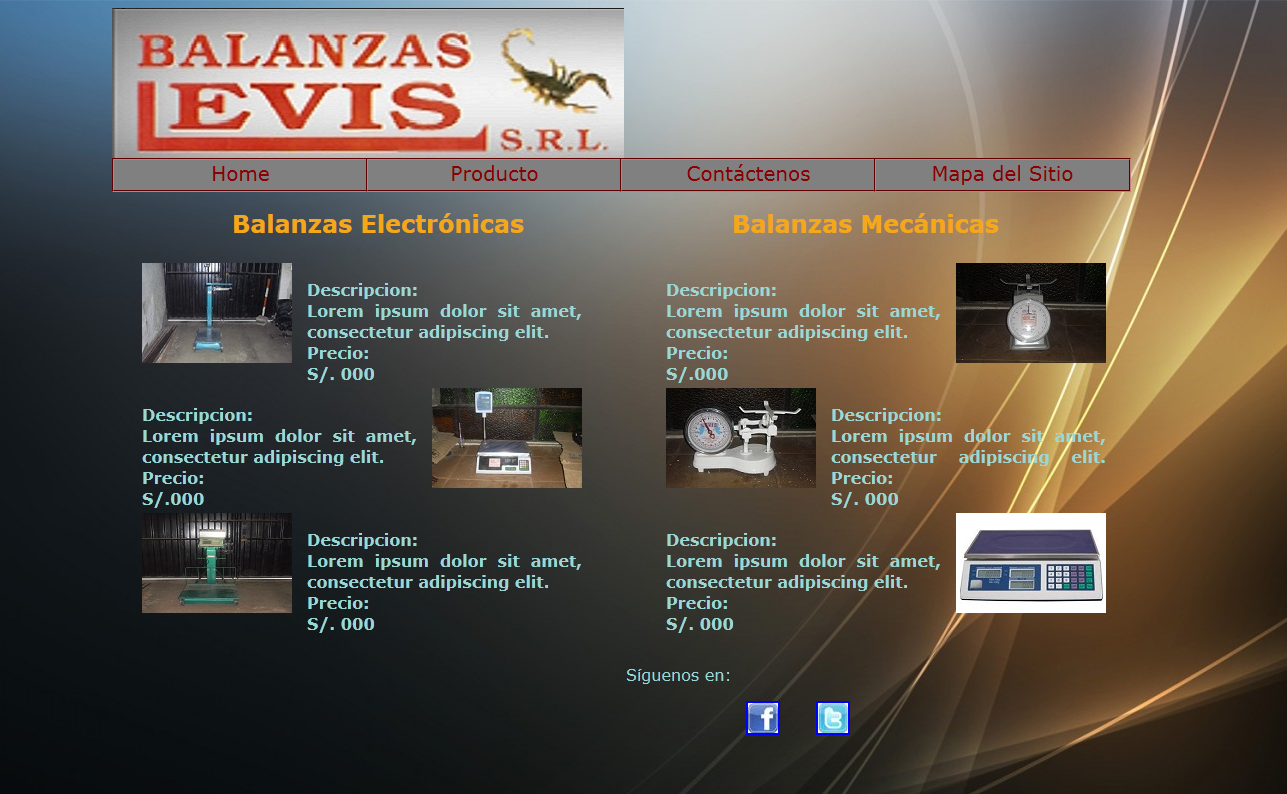 BALANZAS
LEVIS
S.R.L.
Home
Producto
Contáctenos
Mapa del Sitio
Balanzas Electrónicas
Descripcion:
Lorem ipsum dolor sit amet,
consectetur adipiscing elit.
Precio:
S/. 000
Descripcion:
Lorem ipsum dolor sit amet,
consectetur adipiscing elit.
Precio:
S/.000
Descripcion:
Lorem ipsum dolor sit amet,
consectetur adipiscing elit.
Precio:
S/. 000
Balanzas Mecánicas
Descripcion:
Lorem ipsum dolor sit amet,
consectetur adipiscing elit.
Precio:
S/.000
Descripcion:
Lorem ipsum dolor sit amet,
consectetur adipiscing elit.
Precio:
S/. 000
Descripcion:
Lorem ipsum dolor sit amet,
consectetur adipiscing elit.
Precio:
S/. 000
Síguenos en:
f
t